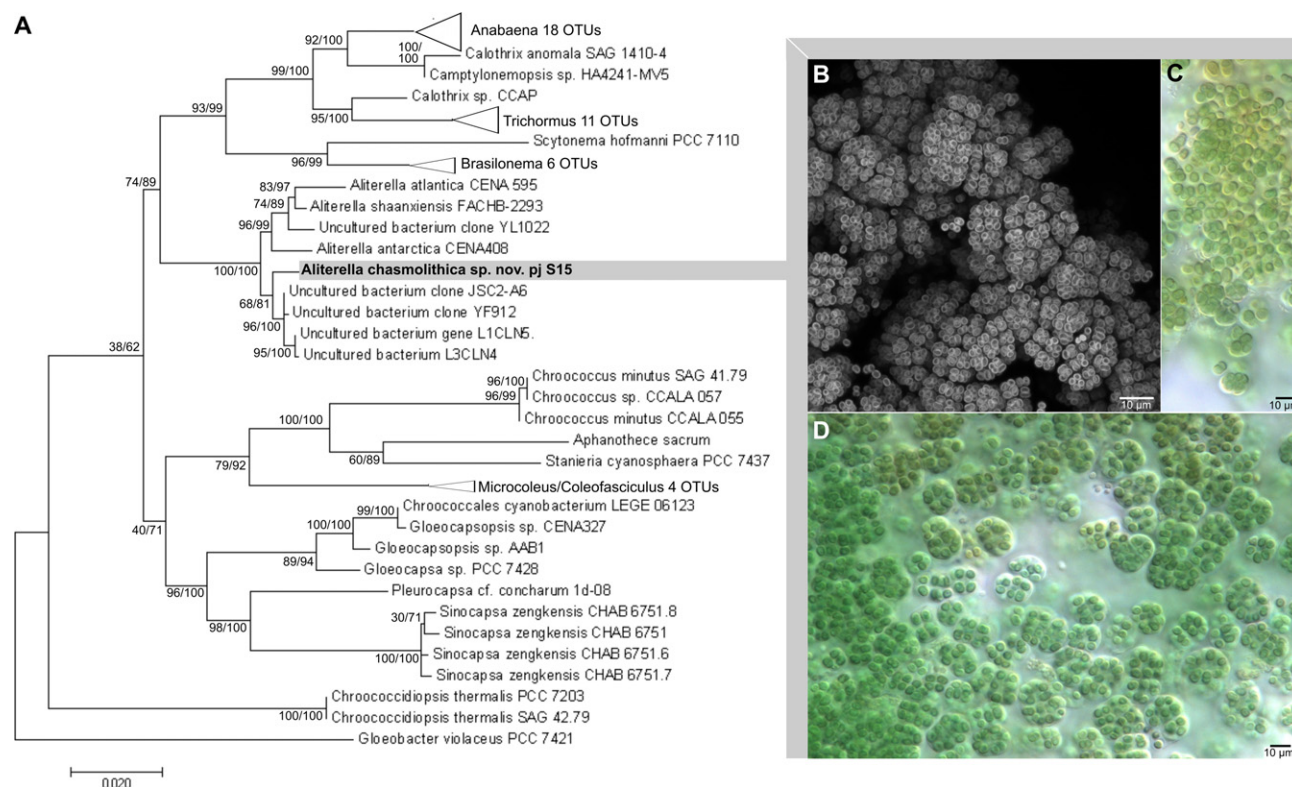 A
Anabaena 18 OTUs
92/100
100/
100
Calothrix anomala SAG 1410-4
Camptylonemopsis sp. HA4241-MV5
99/100
Calothrix sp. CCAP
95/100
Trichormus 11 OTUs
93/99
Scytonema hofmanni PCC 7110
96/99
Brasilonema 6 OTUs
74/89
83/97
Aliterella atlantica CENA 595
74/89
Aliterella shaanxiensis FACHB-2293
96/99
Uncultured bacterium clone YL1022
Aliterella antarctica CENA408
100/100
Aliterella chasmolithica sp. nov. pj S15
68/81
Uncultured bacterium clone JSC2-A6
Uncultured bacterium clone YF912
96/100
Uncultured bacterium gene L1CLN5.
95/100
Uncultured bacterium L3CLN4
38/62
Chroococcus minutus SAG 41.79
96/100
96/99
Chroococcus sp. CCALA 057
100/100
Chroococcus minutus CCALA 055
Aphanothece sacrum
60/89
Stanieria cyanosphaera PCC 7437
79/92
Microcoleus/Coleofasciculus 4 OTUs
99/100
Chroococcales cyanobacterium LEGE 06123
100/100
Gloeocapsopsis sp. CENA327
40/71
Gloeocapsopsis sp. AAB1
89/94
Gloeocapsa sp. PCC 7428
96/100
Pleurocapsa cf. concharum 1d-08
98/100
30/71
Sinocapsa zengkensis CHAB 6751.8
Sinocapsa zengkensis CHAB 6751
100/100
Sinocapsa zengkensis CHAB 6751.6
Sinocapsa zengkensis CHAB 6751.7
Chroococcidiopsis thermalis PCC 7203
100/100
Chroococcidiopsis thermalis SAG 42.79
Gloeobacter violaceus PCC 7421
0.020
B
10 µm
C
10 µm
D
10 µm